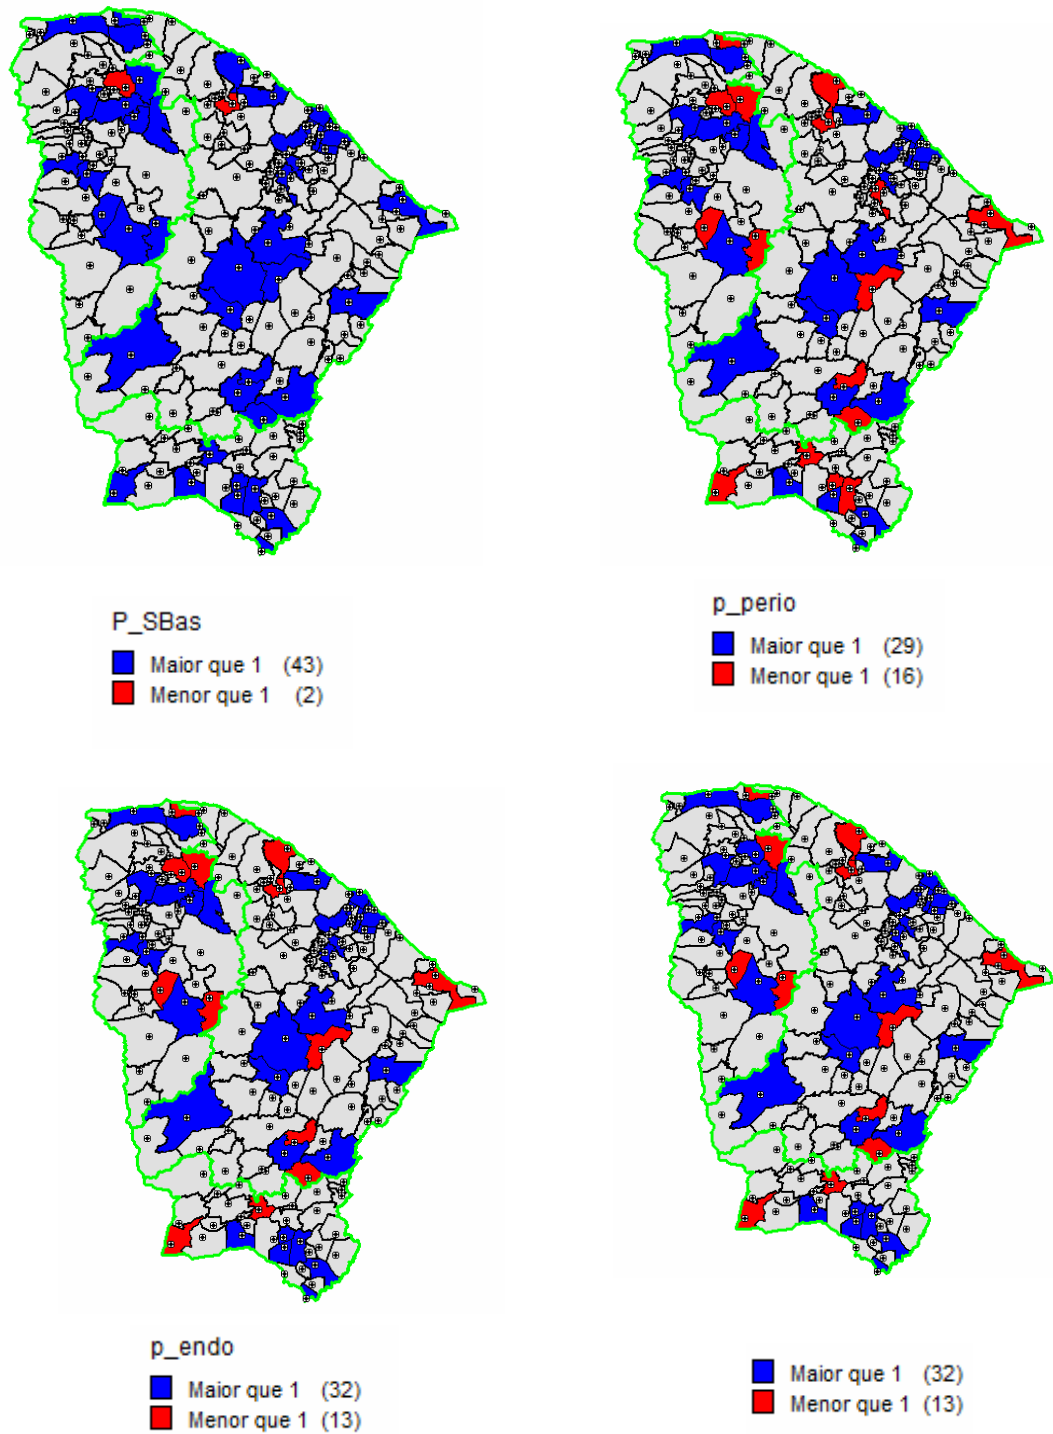 P_SBas
Maior que 1 (43)
Menor que 1 (2)
p_perio
Maior que 1 (29)
Menor que 1 (16)
p_endo
Maior que 1 (32)
Menor que 1 (13)
Maior que 1 (32)
Menor que 1 (13)